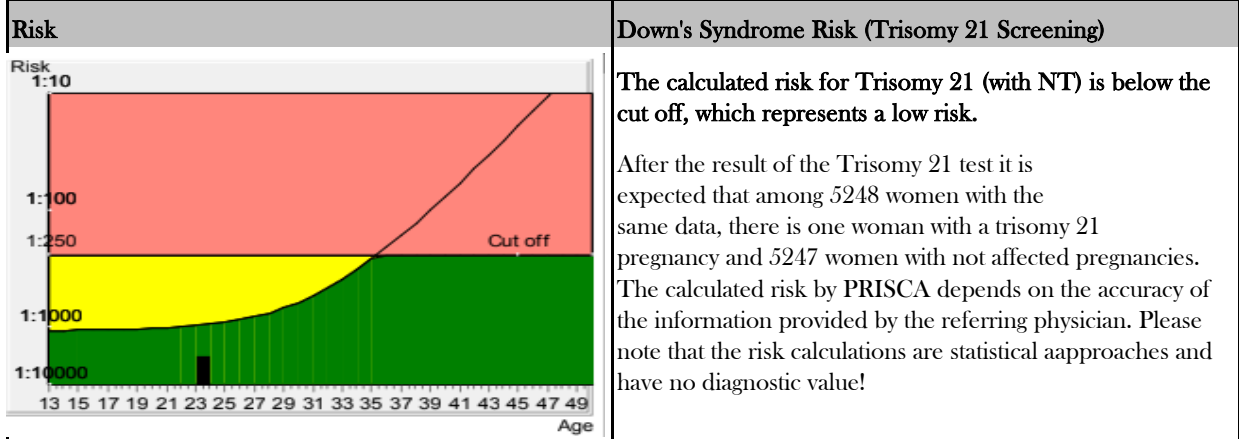 Risk
Down's Syndrome Risk (Trisomy 21 Screening)
Risk
1:10
1:100
1:250
Cut off
1:1000
1:10000
13 15 17 19 21 23 25 27 29 31 33 35 37 39 41 43 45 47 49
Age
The calculated risk for Trisomy 21 (with NT) is below the
cut off, which represents a low risk.
After the result of the Trisomy 21 test it is
expected that among 5248 women with the
same data, there is one woman with a trisomy 21
pregnancy and 5247 women with not affected pregnancies.
The calculated risk by PRISCA depends on the accuracy of
the information provided by the referring physician. Please
note that the risk calculations are statistical aapproaches and
have no diagnostic value!